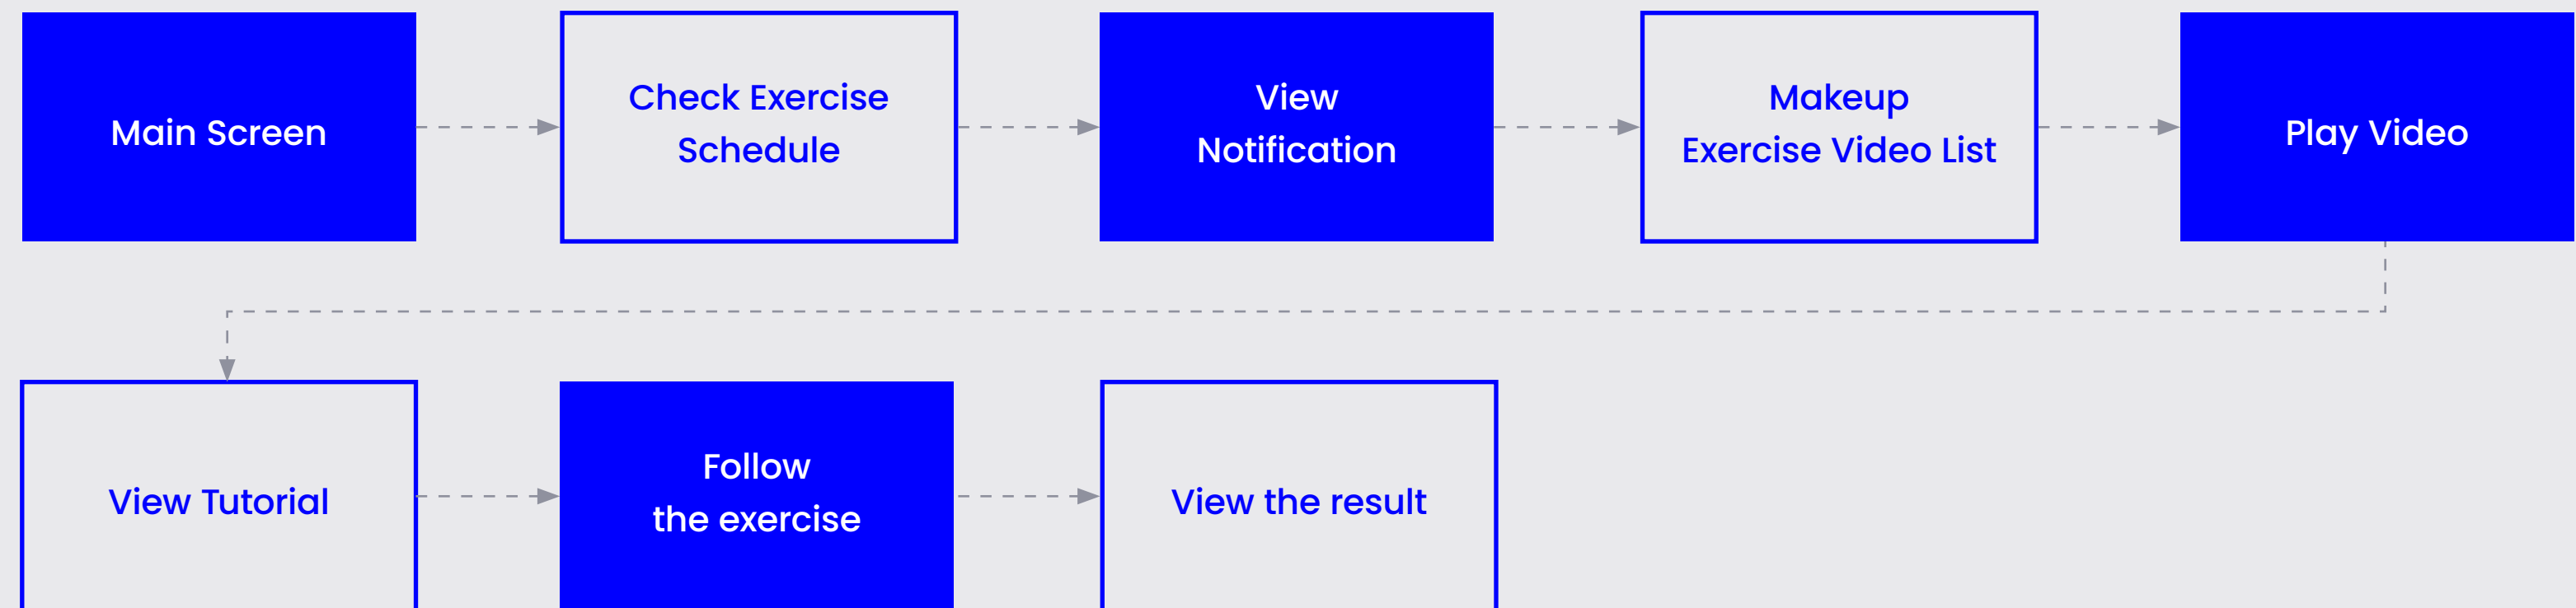 Main Screen
Check Exercise
Schedule
View
Notification
Makeup
Exercise Video List
Play Video
View Tutorial
Follow
the exercise
View the result